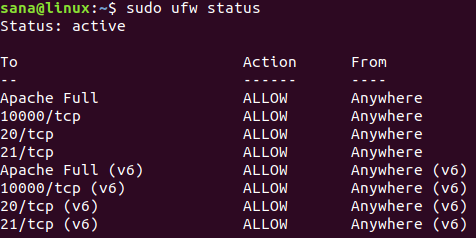 sana@linux:~$ sudo ufw status
Status: active

To                         Action      From
--                         ------      ----
Apache Full                ALLOW       Anywhere
10000/tcp                  ALLOW       Anywhere
20/tcp                     ALLOW       Anywhere
21/tcp                     ALLOW       Anywhere
Apache Full (v6)           ALLOW       Anywhere (v6)
10000/tcp (v6)             ALLOW       Anywhere (v6)
20/tcp (v6)                ALLOW       Anywhere (v6)
21/tcp (v6)                ALLOW       Anywhere (v6)